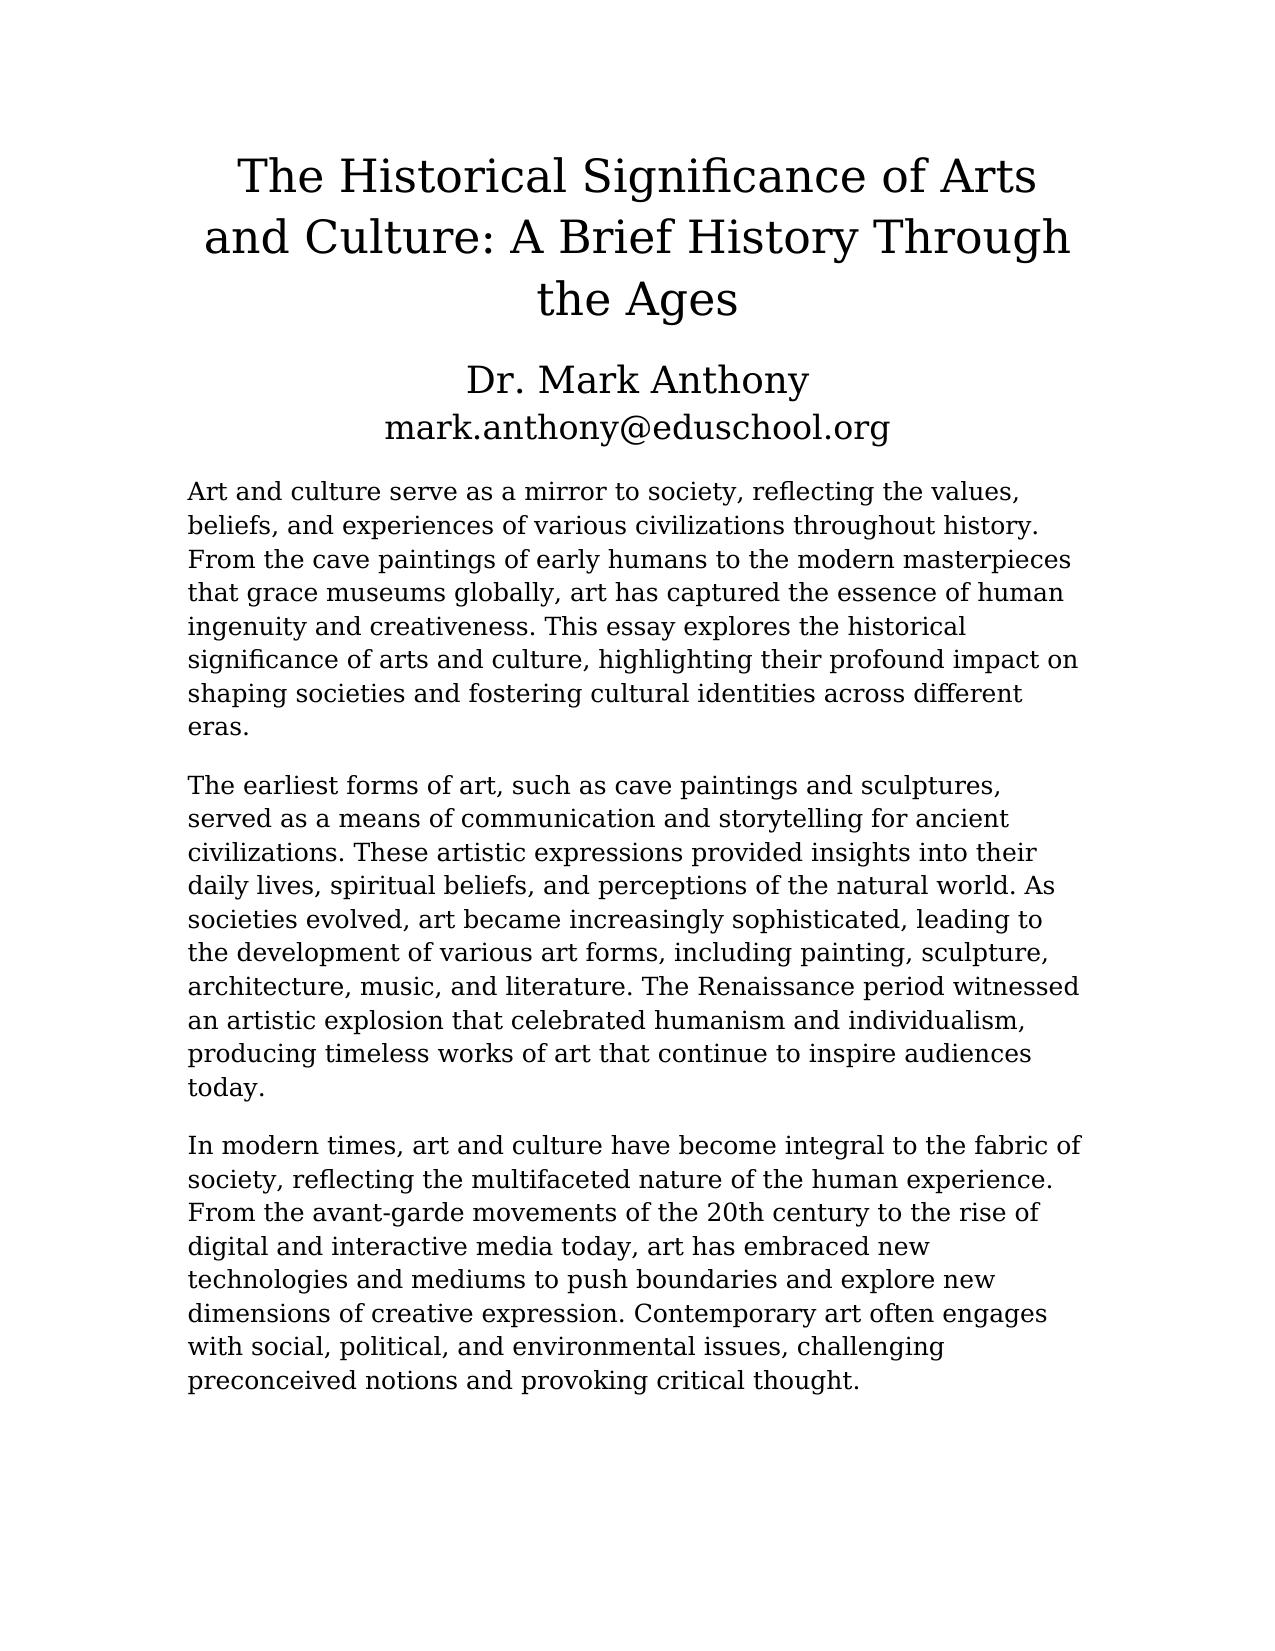 The Historical Significance of Arts
and Culture: A Brief History Through
the Ages
Dr. Mark Anthony
mark.anthony@eduschool.org
Art and culture serve as a mirror to society, reflecting the values,
beliefs, and experiences of various civilizations throughout history.
From the cave paintings of early humans to the modern masterpieces
that grace museums globally, art has captured the essence of human
ingenuity and creativeness. This essay explores the historical
significance of arts and culture, highlighting their profound impact on
shaping societies and fostering cultural identities across different
eras.
The earliest forms of art, such as cave paintings and sculptures,
served as a means of communication and storytelling for ancient
civilizations. These artistic expressions provided insights into their
daily lives, spiritual beliefs, and perceptions of the natural world. As
societies evolved, art became increasingly sophisticated, leading to
the development of various art forms, including painting, sculpture,
architecture, music, and literature. The Renaissance period witnessed
an artistic explosion that celebrated humanism and individualism,
producing timeless works of art that continue to inspire audiences
today.
In modern times, art and culture have become integral to the fabric of
society, reflecting the multifaceted nature of the human experience.
From the avant-garde movements of the 20th century to the rise of
digital and interactive media today, art has embraced new
technologies and mediums to push boundaries and explore new
dimensions of creative expression. Contemporary art often engages
with social, political, and environmental issues, challenging
preconceived notions and provoking critical thought.